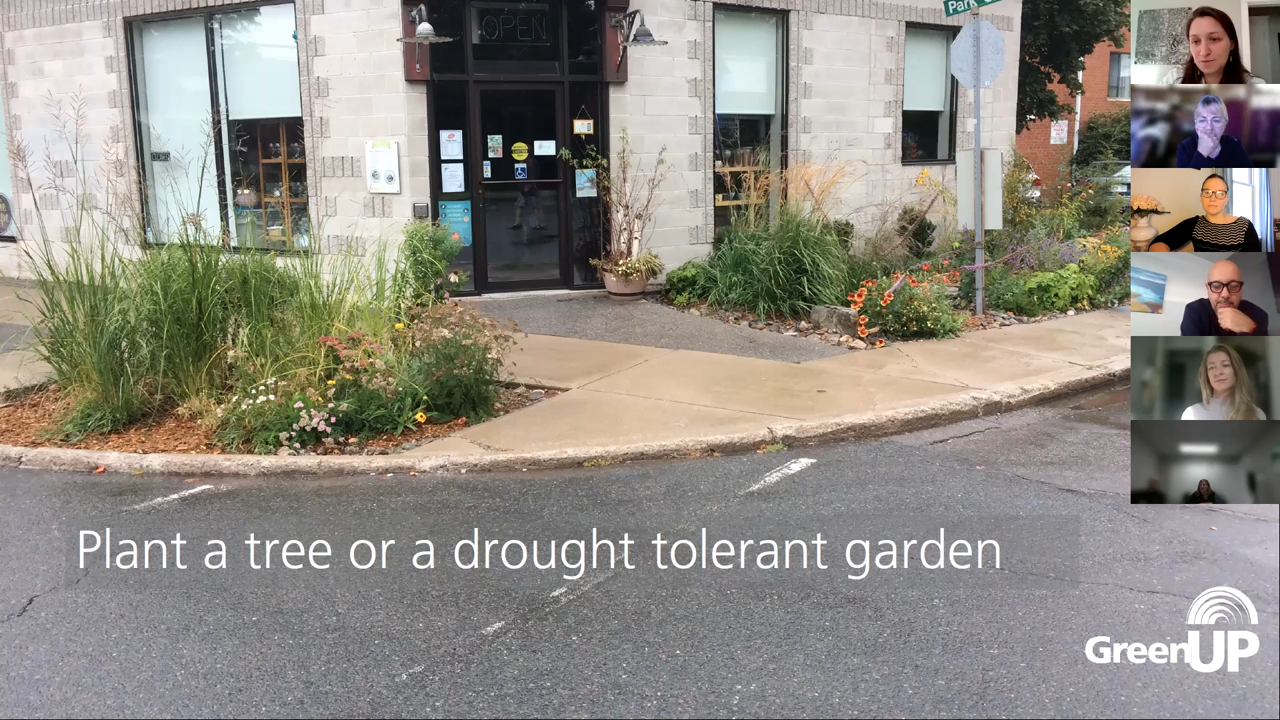 Park
OPEN
Plant a tree or a drought tolerant garden
GreenUP